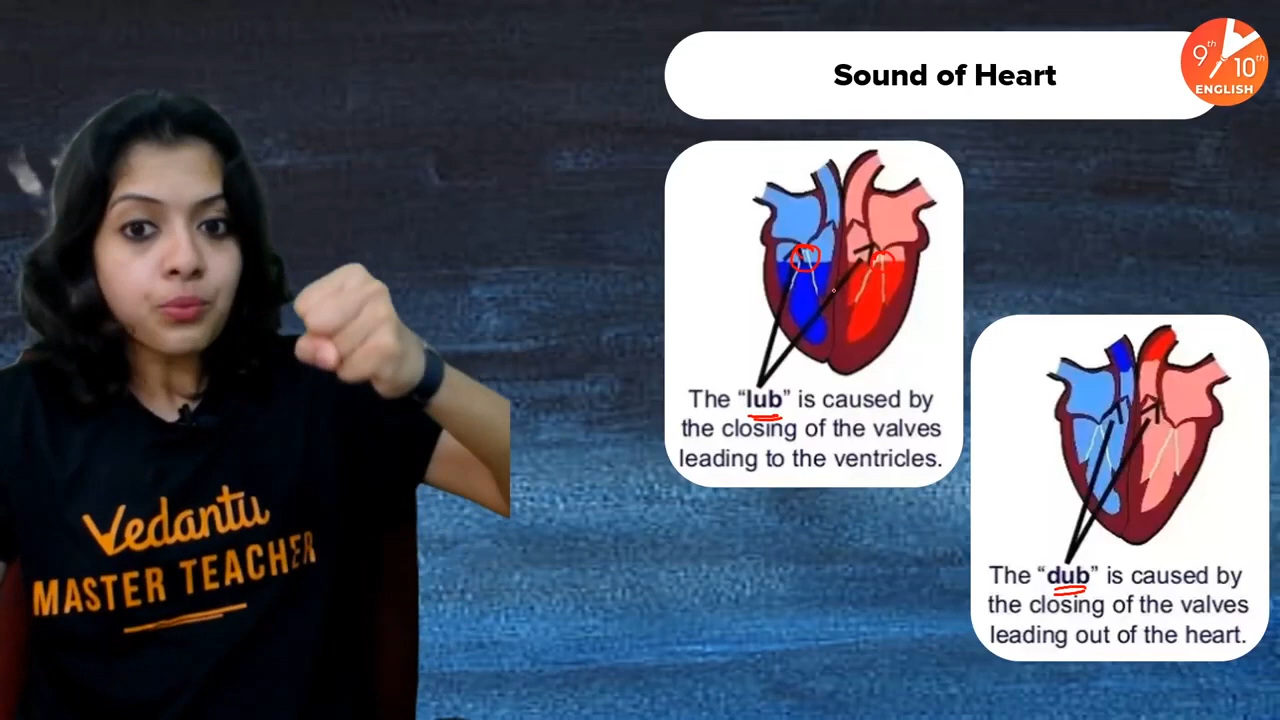 Sound of Heart
9th
10th
ENGLISH
The “lub” is caused by
the closing of the valves
leading to the ventricles.
The “dub” is caused by
the closing of the valves
leading out of the heart.
Vedantu
MASTER TEACHER